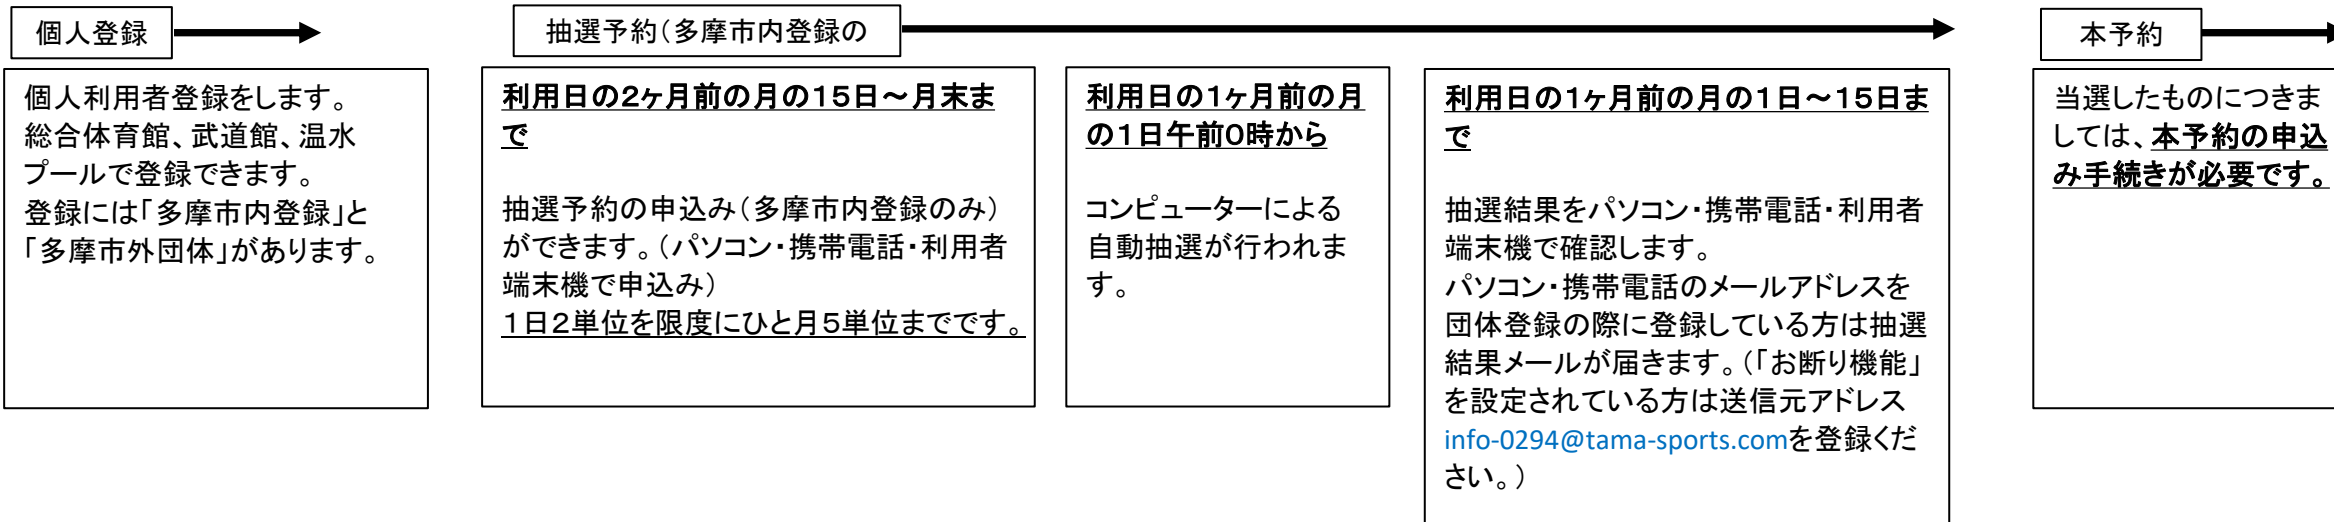 個人登録
個人利用者登録をします。
総合体育館、武道館、温水
プールで登録できます。
登録には「多摩市内登録」と
「多摩市外団体」があります。
抽選予約(多摩市内登録の
利用日の2ヶ月前の月の15日～月末ま
で
抽選予約の申込み(多摩市内登録のみ)
ができます。(パソコン・携帯電話・利用者
端末機で申込み)
1日2単位を限度にひと月5単位までです。
利用日の1ヶ月前の月
の1日午前0時から
コンピューターによる
自動抽選が行われま
す。
利用日の1ヶ月前の月の1日～15日ま
で
抽選結果をパソコン・携帯電話・利用者
端末機で確認します。
パソコン・携帯電話のメールアドレスを
団体登録の際に登録している方は抽選
結果メールが届きます。(「お断り機能」
を設定されている方は送信元アドレス
info-0294@tama-sports.comを登録くだ
さい。)
本予約
当選したものにつきま
しては、本予約の申込
み手続きが必要です。